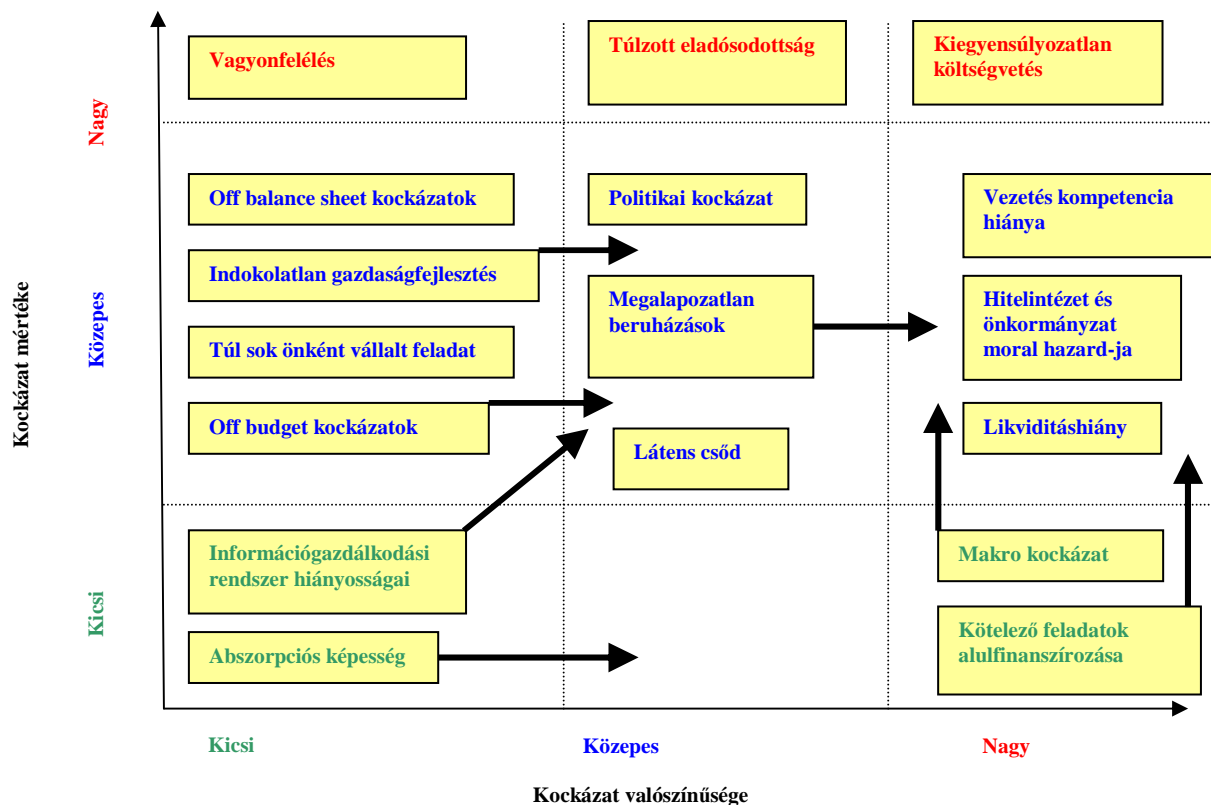 Vagyonfelélés
Túlzott eladósodottság
Kiegyensúlyozatlan
költségvetés
Nagy
Off balance sheet kockázatok
Politikai kockázat
Vezetés kompetencia
hiánya
Indokolatlan gazdaságfejlesztés
Megalapozatlan
beruházások
Hitelintézet és
önkormányzat
moral hazard-ja
Túl sok önként vállalt feladat
Off budget kockázatok
Látens csőd
Likviditáshiány
Közepes
Kockázat mértéke
Információgazdálkodási
rendszer hiányosságai
Makro kockázat
Abszorpciós képesség
Kötelező feladatok
alulfinanszírozása
Kicsi
Kicsi
Közepes
Nagy
Kockázat valószínűsége